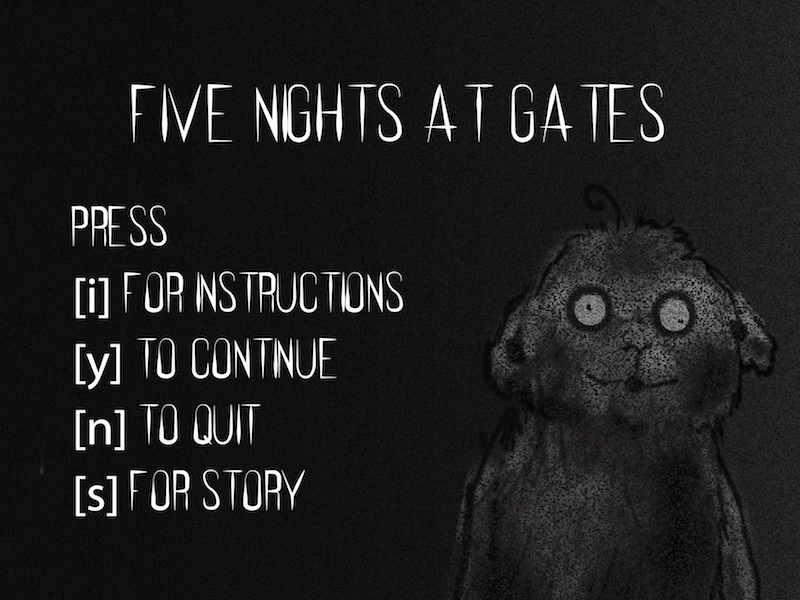 FIVE NIGHTS AT GATES
PRESS
[i] FOR INSTRUCTIONS
[y] TO CONTINUE
[n] TO QUIT
[s] FOR STORY